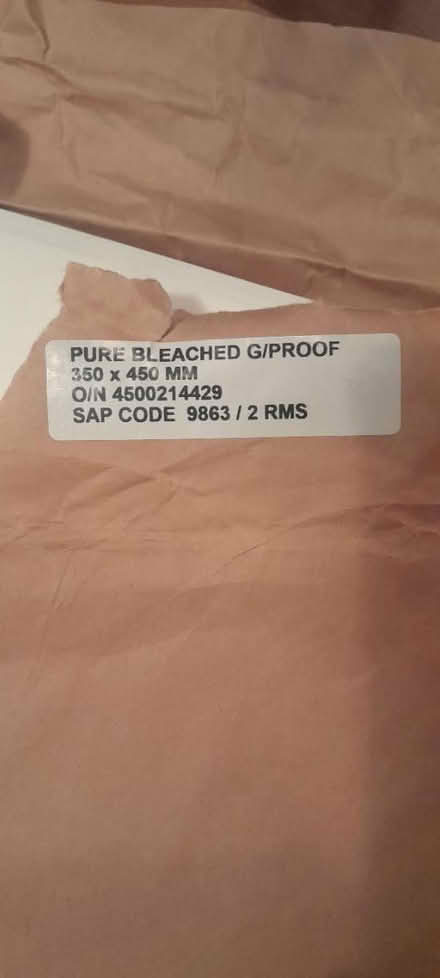 PURE BLEACHED G/PROOF
350 x 450 MM
O/N 4500214429
SAP CODE 9863 / 2 RMS